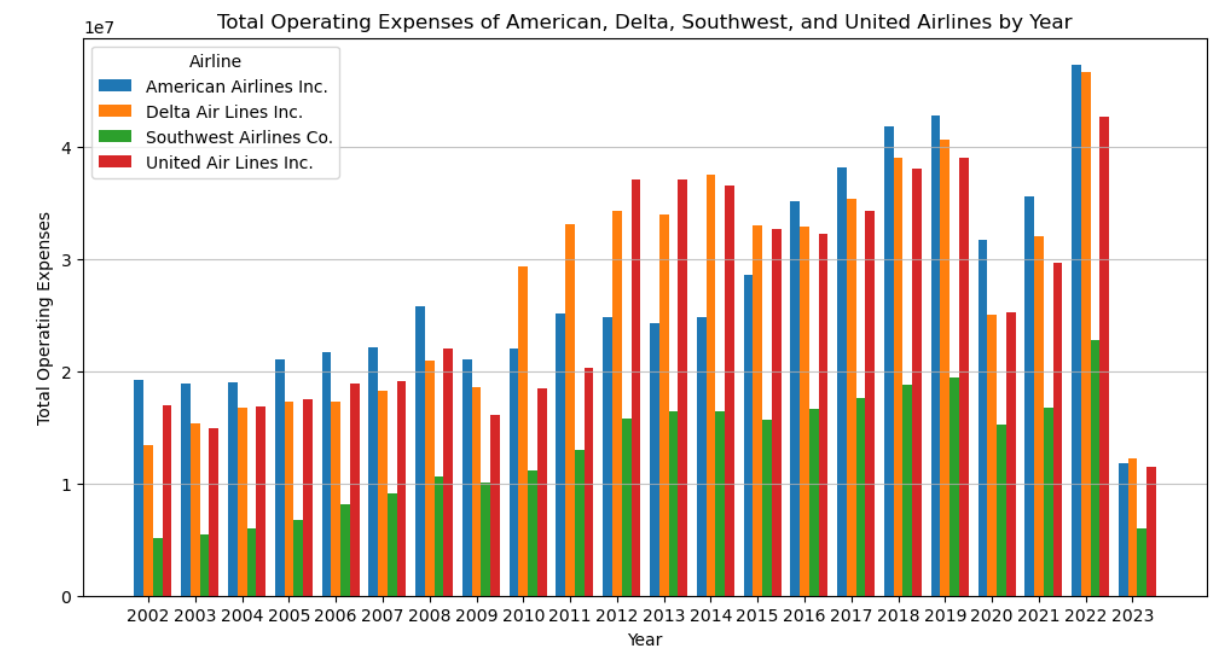 Total Operating Expenses of American, Delta, Southwest, and United Airlines by Year
1e7
Airline
American Airlines Inc.
Delta Air Lines Inc.
Southwest Airlines Co.
United Air Lines Inc.
4
3
2
1
0
Total Operating Expenses
2002 2003 2004 2005 2006 2007 2008 2009 2010 2011 2012 2013 2014 2015 2016 2017 2018 2019 2020 2021 2022 2023
Year